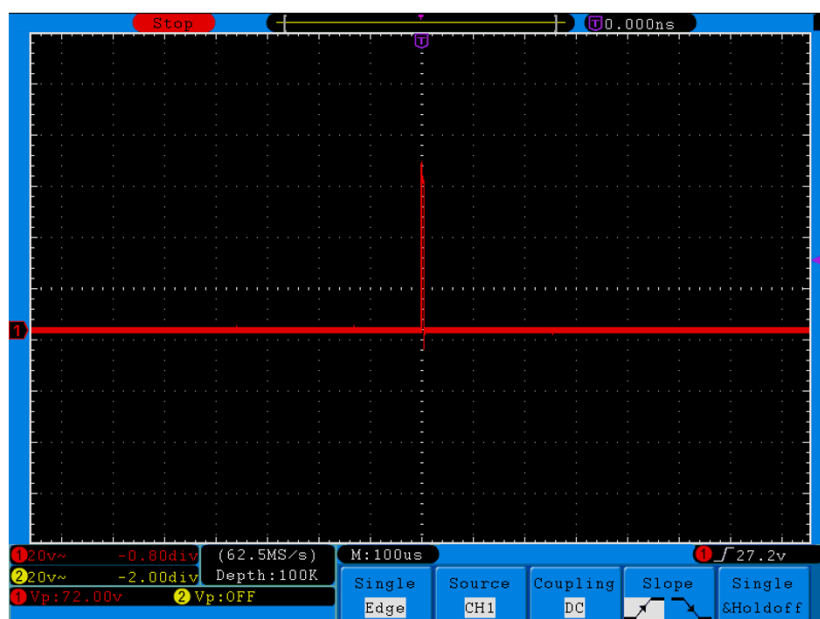 Stop T 0.000ns
T
1
1 20v~ -0.80div (62.5MS/s) M:100us 1 27.2v
2 20v~ -2.00div Depth:100K
1 Vp:72.00v 2 Vp:OFF
Single Source Coupling Slope Single
Edge CH1 DC &Holdoff